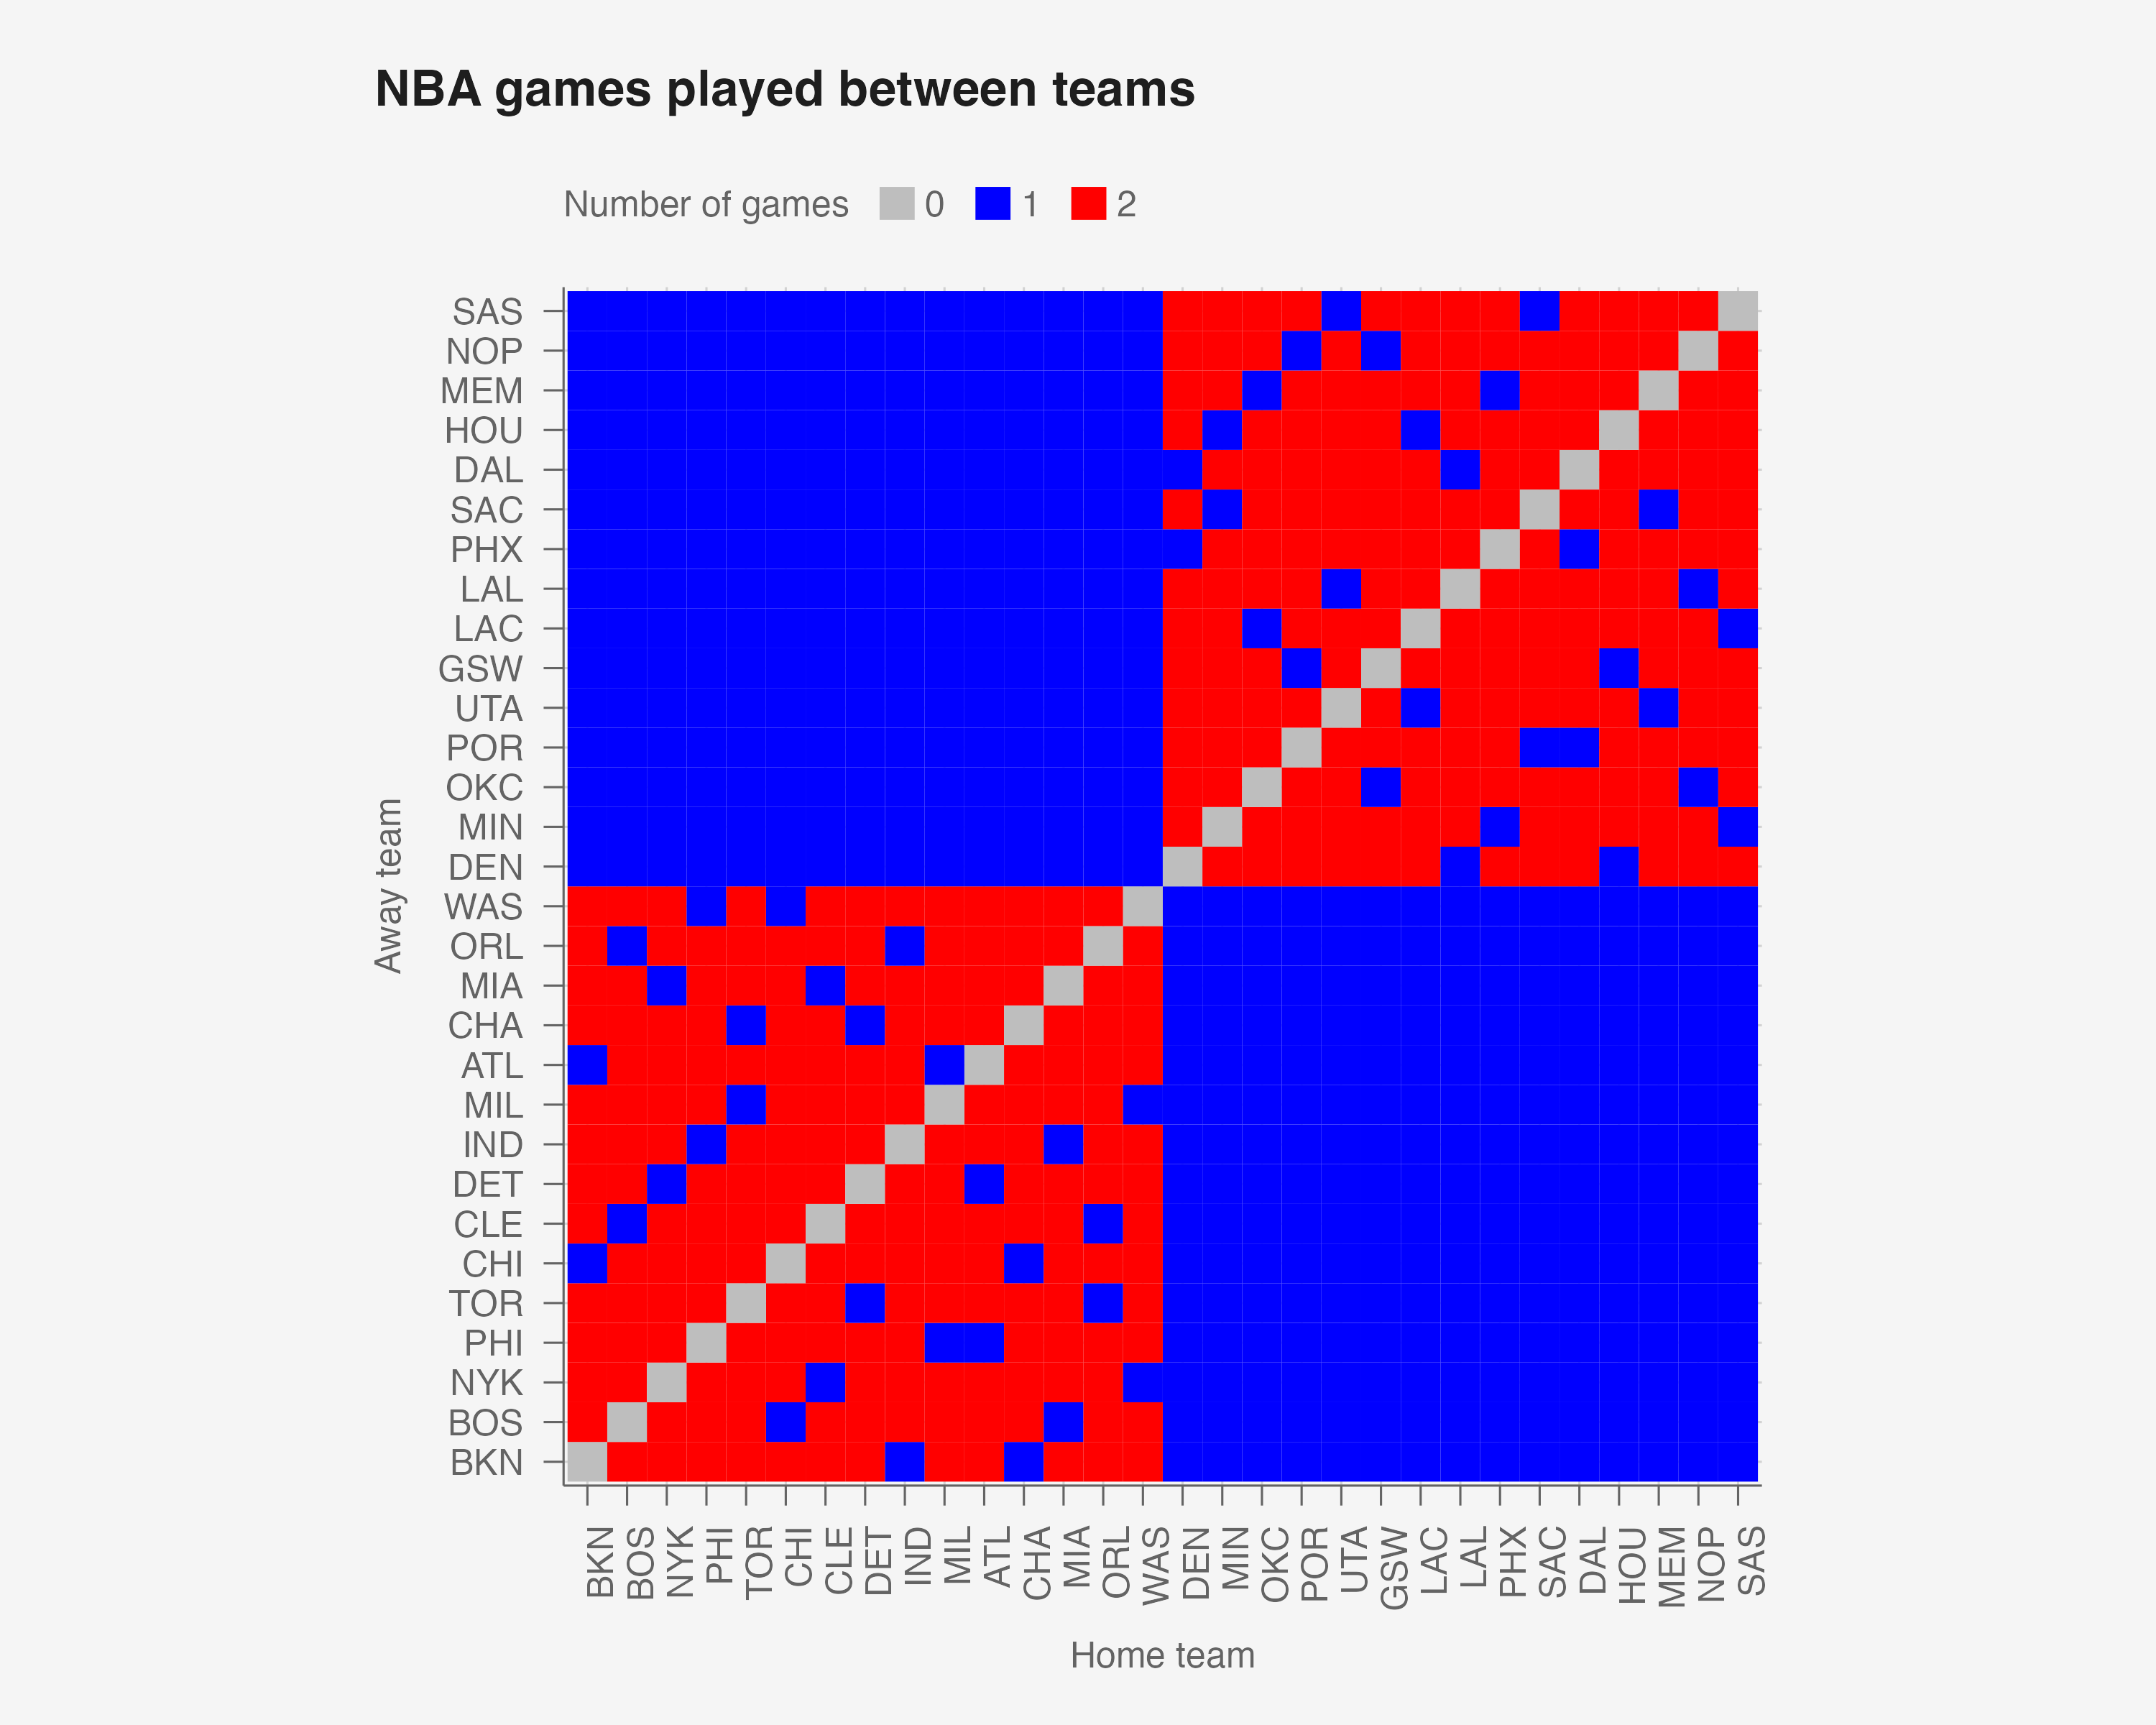 NBA games played between teams
Number of games 0 1 2
SAS
NOP
MEM
HOU
DAL
SAC
PHX
LAL
LAC
GSW
UTA
POR
OKC
MIN
DEN
WAS
ORL
MIA
CHA
ATL
MIL
IND
DET
CLE
CHI
TOR
PHI
NYK
BOS
BKN
Away team
BKN BOS NYK PHI TOR CHI CLE DET IND MIL ATL CHA MIA ORL WAS DEN MIN OKC POR UTA GSW LAC LAL PHX SAC DAL HOU MEM NOP SAS
Home team